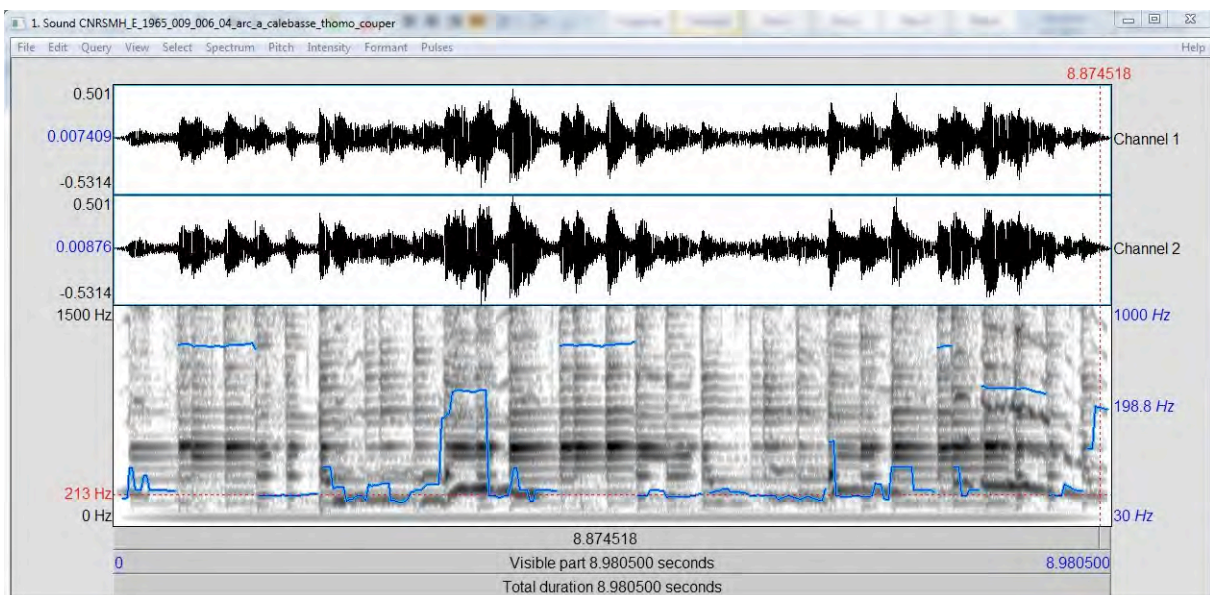 1. Sound CNRSMH_E_1965_009_006_04_arc_a_calebasse_thomo_couper
File Edit Query View Select Spectrum Pitch Intensity Formant Pulses Help
8.874518
0.501
0.007409
-0.5314
Channel 1
0.501
0.00876
-0.5314
Channel 2
1500 Hz
1000 Hz
198.8 Hz
213 Hz
0 Hz
30 Hz
8.874518
0 Visible part 8.980500 seconds 8.980500
Total duration 8.980500 seconds